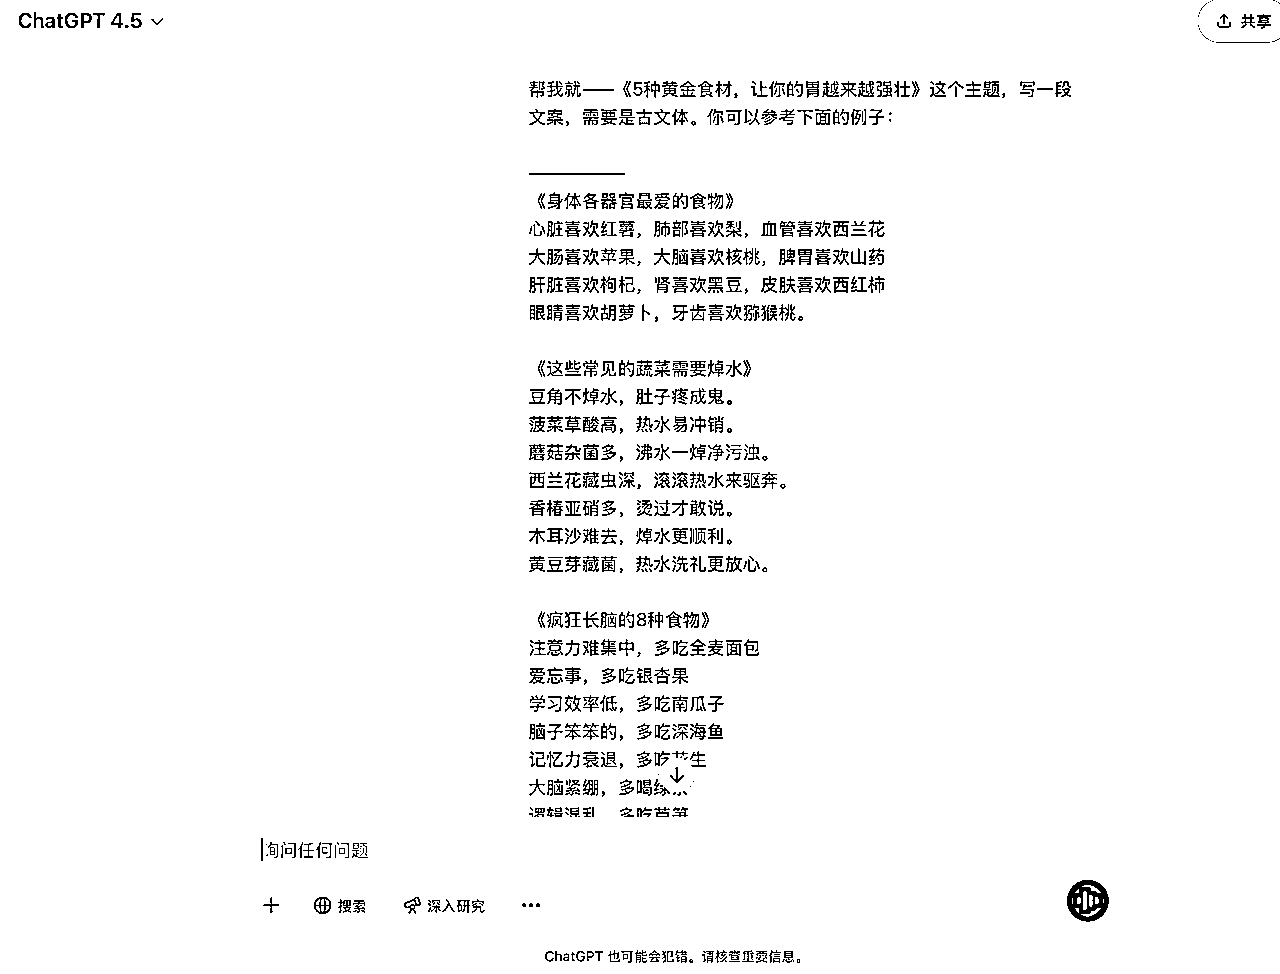 ChatGPT 4.5
共享
帮我就——《5种黄金食材，让你的胃越来越强壮》这个主题，写一段
文案，需要是古文体。你可以参考下面的例子：
《身体各器官最爱的食物》
心脏喜欢红薯，肺部喜欢梨，血管喜欢西兰花
大肠喜欢苹果，大脑喜欢核桃，脾胃喜欢山药
肝脏喜欢枸杞，肾喜欢黑豆，皮肤喜欢西红柿
眼睛喜欢胡萝卜，牙齿喜欢猕猴桃。
《这些常见的蔬菜需要焯水》
豆角不焯水，肚子疼成鬼。
菠菜草酸高，热水易冲销。
蘑菇杂菌多，沸水一焯净污浊。
西兰花藏虫深，滚滚热水来驱奔。
香椿亚硝多，烫过才敢说。
木耳沙难去，焯水更顺利。
黄豆芽藏菌，热水洗礼更放心。
《疯狂长脑的8种食物》
注意力难集中，多吃全麦面包
爱忘事，多吃银杏果
学习效率低，多吃南瓜子
脑子笨笨的，多吃深海鱼
记忆力衰退，多吃花生
大脑紧绷，多喝绿
逻辑混乱，多吃
询问任何问题
搜索
深入研究
ChatGPT 也可能会犯错。请核查重要信息。